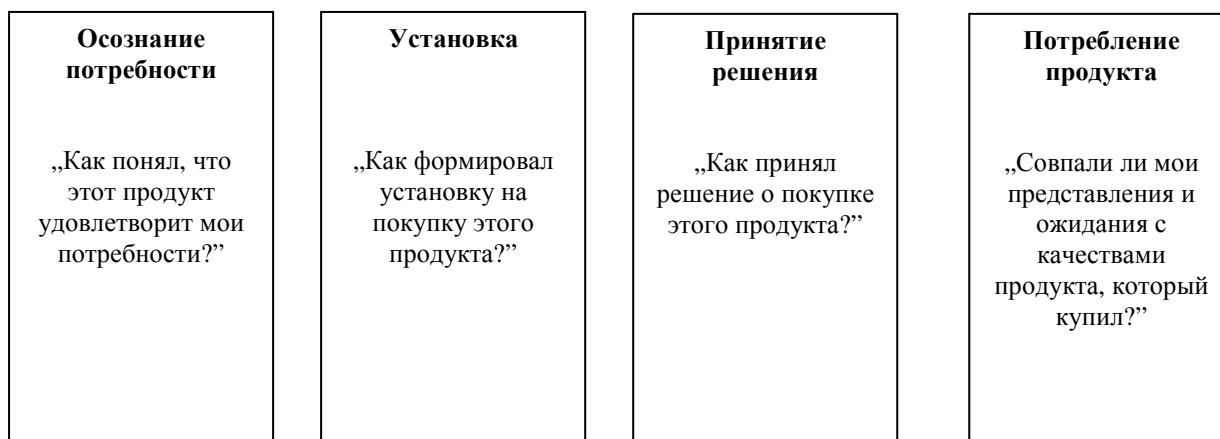 Осознание
потребности
„Как понял, что
этот продукт
удовлетворит мои
потребности?”
Установка
„Как формировал
установку на
покупку этого
продукта?”
Принятие
решения
„Как принял
решение о покупке
этого продукта?”
Потребление
продукта
„Совпали ли мои
представления и
ожидания с
качествами
продукта, который
купил?”